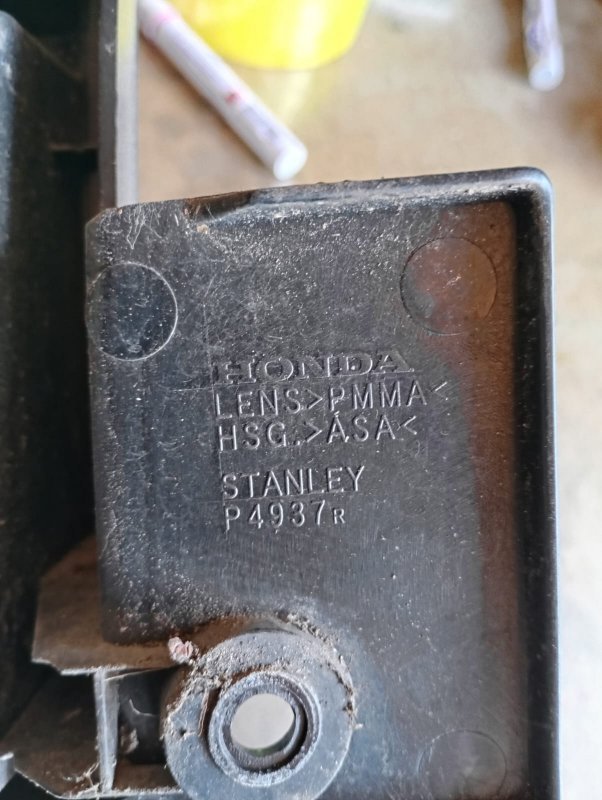 HONDA
LENS>PMMA<
HSG.>ASA<
STANLEY
P4937R